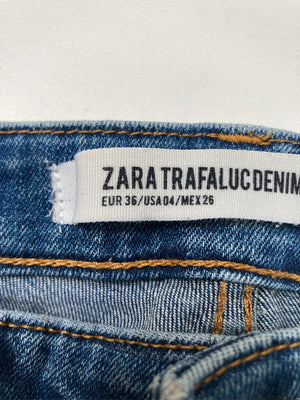 ZARA TRAFALUC DENIM
EUR 36/USA 04/MEX 26